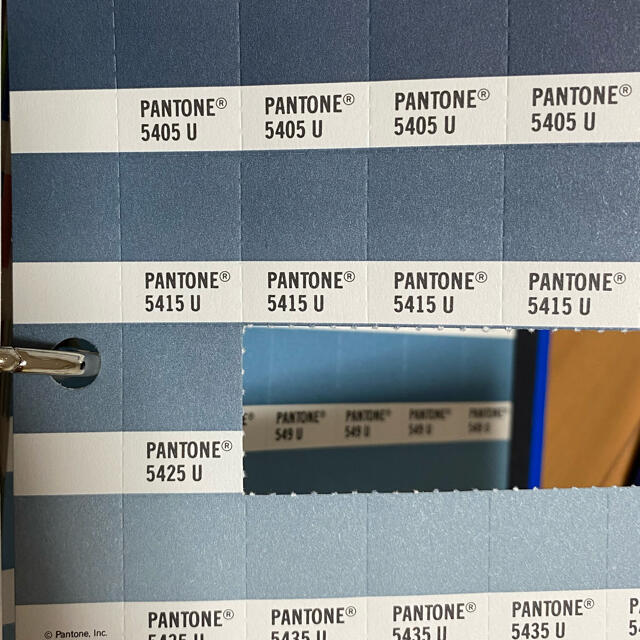 PANTONE® PANTONE® PANTONE® PANTONE®
5405 U 5405 U 5405 U 5405 U
PANTONE® PANTONE® PANTONE® PANTONE®
5415 U 5415 U 5415 U 5415 U
PANTONE® PANTONE® PANTONE® PANTONE®
549 U 549 U 549 U 549 U
PANTONE®
5425 U
PANTONE® PANTONE® PANTONE® PANTONE®
5435 U 5435 U 5435 U 5435 U
© Pantone, Inc.